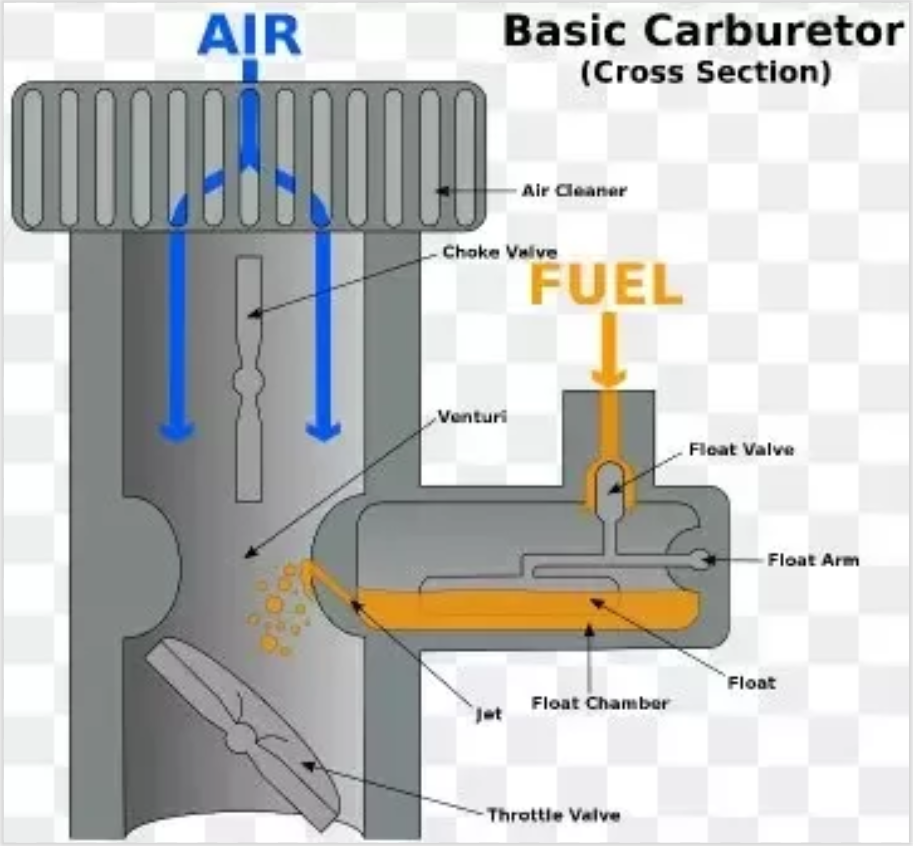 AIR
Basic Carburetor
(Cross Section)
Air Cleaner
Choke Valve
FUEL
Venturi
Float Valve
Float Arm
Float
Float Chamber
Jet
Throttle Valve